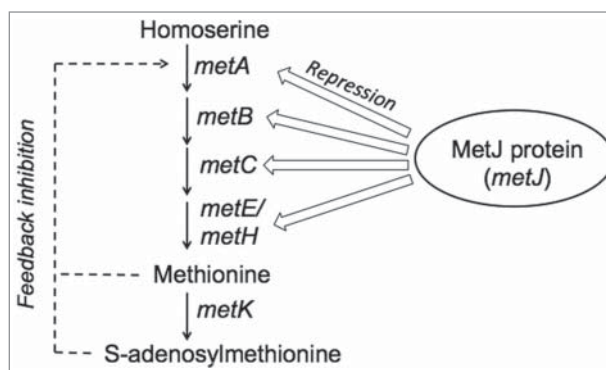 Homoserine
metA
Repression
metB
MetJ protein
(metJ)
metC
metE/
metH
Feedback inhibition
Methionine
metK
S-adenosylmethionine